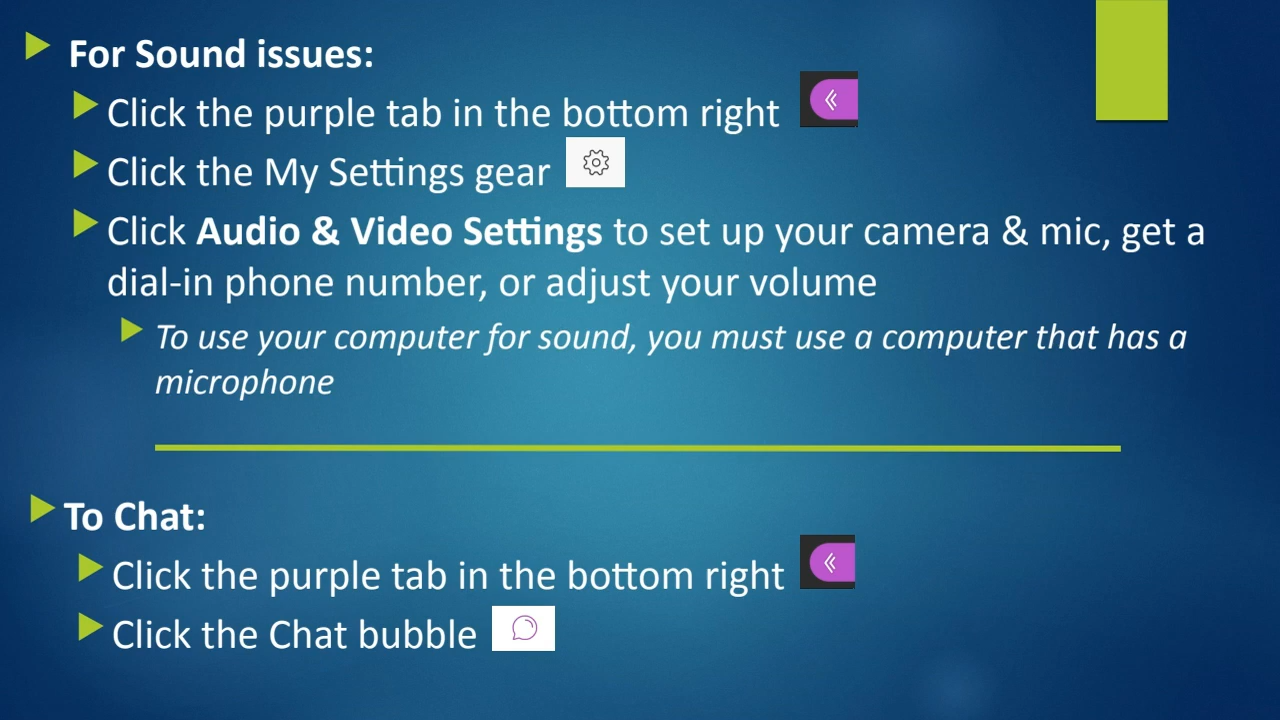 For Sound issues:
Click the purple tab in the bottom right
Click the My Settings gear
Click Audio & Video Settings to set up your camera & mic, get a
dial-in phone number, or adjust your volume
To use your computer for sound, you must use a computer that has a
microphone
To Chat:
Click the purple tab in the bottom right
Click the Chat bubble